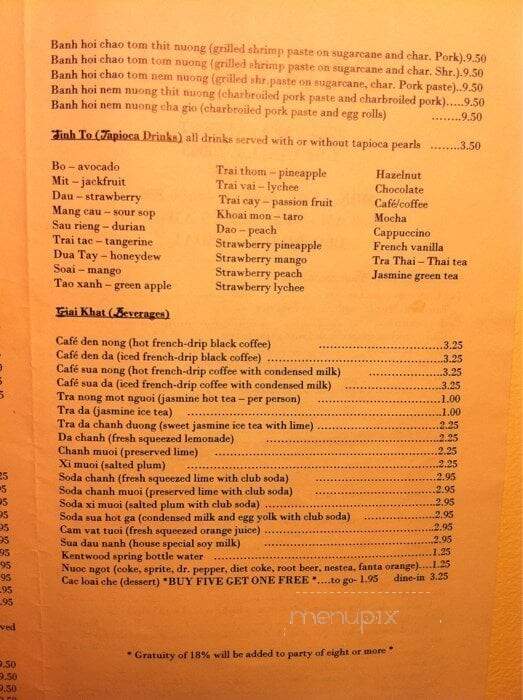 Banh hoi chao tom thit nuong (grilled shrimp paste on sugarcane and char. Pork).9.50
Banh hoi chao tom tom nuong (grilled shrimp paste on sugarcane and char. Shr.).9.50
Banh hoi chao tom nem nuong (grilled shr.paste on sugarcane, char. Pork paste)..9.50
Banh hoi nem nuong thit nuong (charbroiled pork paste and charbroiled pork).....9.50
Banh hoi nem nuong cha gio (charbroiled pork paste and egg rolls) ........9.50
Sinh To (Tapioca Drinks) all drinks served with or without tapioca pearls ........3.50
Bo – avocado
Mit – jackfruit
Dau – strawberry
Mang cau – sour sop
Sau rieng – durian
Trai tac – tangerine
Dua Tay – honeydew
Soai – mango
Tao xanh – green apple
Trai thom – pineapple
Trai vai – lychee
Trai cay – passion fruit
Khoai mon – taro
Dao – peach
Strawberry pineapple
Strawberry mango
Strawberry peach
Strawberry lychee
Hazelnut
Chocolate
Café/coffee
Mocha
Cappuccino
French vanilla
Tra Thai – Thai tea
Jasmine green tea
Giai Khat (Beverages)
Café den nong (hot french-drip black coffee) ........3.25
Café den da (iced french-drip black coffee) ........3.25
Café sua nong (hot french-drip coffee with condensed milk) ........3.25
Café sua da (iced french-drip coffee with condensed milk) ........3.25
Tra nong mot nguoi (jasmine hot tea – per person) ........1.00
Tra da (jasmine ice tea) ........1.00
Tra da chanh duong (sweet jasmine ice tea with lime) ........2.25
Da chanh (fresh squeezed lemonade) ........2.25
Chanh muoi (preserved lime) ........2.25
Xi muoi (salted plum) ........2.25
Soda chanh (fresh squeezed lime with club soda) ........2.95
Soda chanh muoi (preserved lime with club soda) ........2.95
Soda xi muoi (salted plum with club soda) ........2.95
Soda sua hot ga (condensed milk and egg yolk with club soda) ........2.95
Cam vat tuoi (fresh squeezed orange juice) ........2.95
Sua dau nanh (house special soy milk) ........2.95
Kentwood spring bottle water ........1.25
Nuoc ngot (coke, sprite, dr. pepper, diet coke, root beer, nestea, fanta orange)....1.25
Cac loai che (dessert) *BUY FIVE GET ONE FREE *....to go- 1.95 dine-in 3.25
menupix
* Gratuity of 18% will be added to party of eight or more *